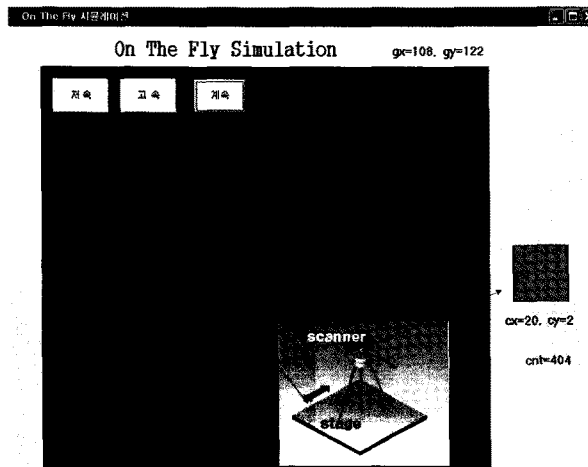 On The Fly 시뮬레이션
On The Fly Simulation
gx=108, gy=122
저속
고속
계속
cx=20, cy=2
cnt=404
scanner
stage